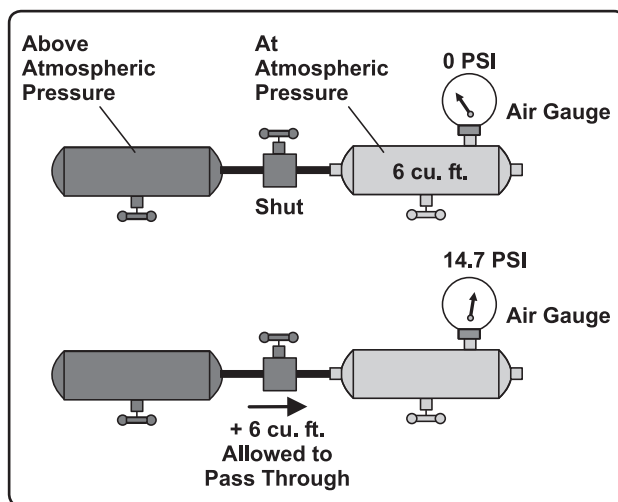 Above
Atmospheric
Pressure
At
Atmospheric
Pressure
0 PSI
Air Gauge
6 cu. ft.
Shut
14.7 PSI
Air Gauge
+ 6 cu. ft.
Allowed to
Pass Through